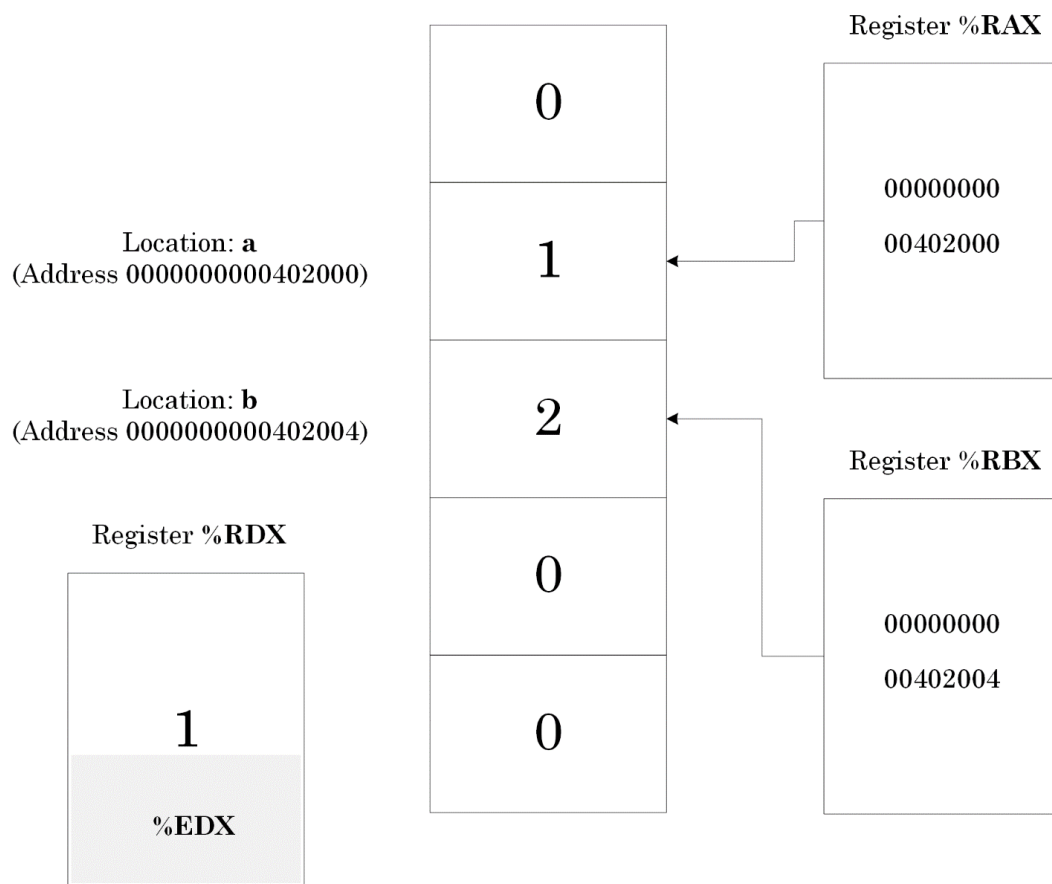 Register %RAX
0
00000000
00402000
Location: a
(Address 0000000000402000)
1
Location: b
(Address 0000000000402004)
2
Register %RBX
Register %RDX
0
00000000
00402004
1
0
%EDX